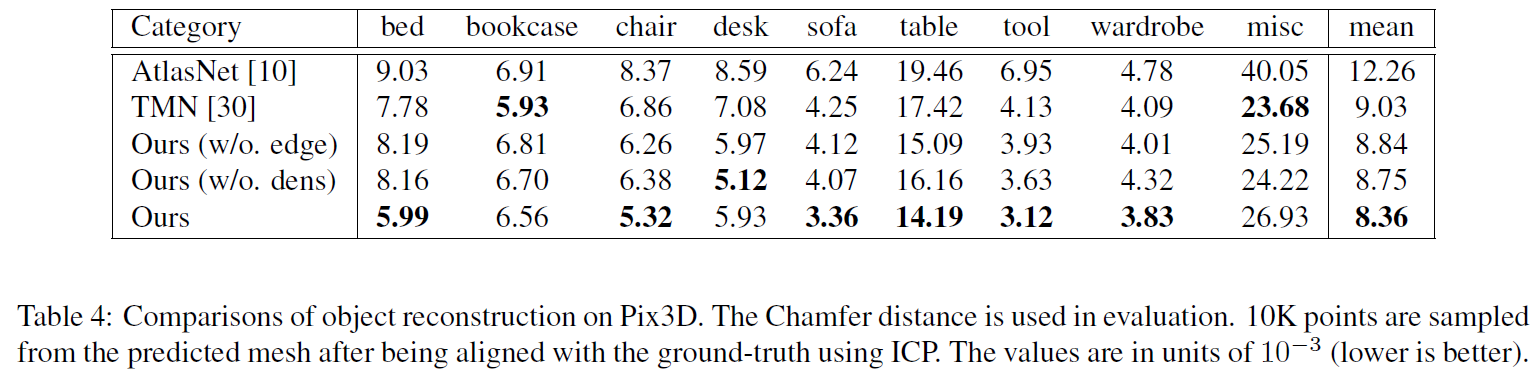 Category bed bookcase chair desk sofa table tool wardrobe misc mean
AtlasNet [10] 9.03 6.91 8.37 8.59 6.24 19.46 6.95 4.78 40.05 12.26
TMN [30] 7.78 5.93 6.86 7.08 4.25 17.42 4.13 4.09 23.68 9.03
Ours (w/o. edge) 8.19 6.81 6.26 5.97 4.12 15.09 3.93 4.01 25.19 8.84
Ours (w/o. dens) 8.16 6.70 6.38 5.12 4.07 16.16 3.63 4.32 24.22 8.75
Ours 5.99 6.56 5.32 5.93 3.36 14.19 3.12 3.83 26.93 8.36
Table 4: Comparisons of object reconstruction on Pix3D. The Chamfer distance is used in evaluation. 10K points are sampled
from the predicted mesh after being aligned with the ground-truth using ICP. The values are in units of 10⁻³ (lower is better).